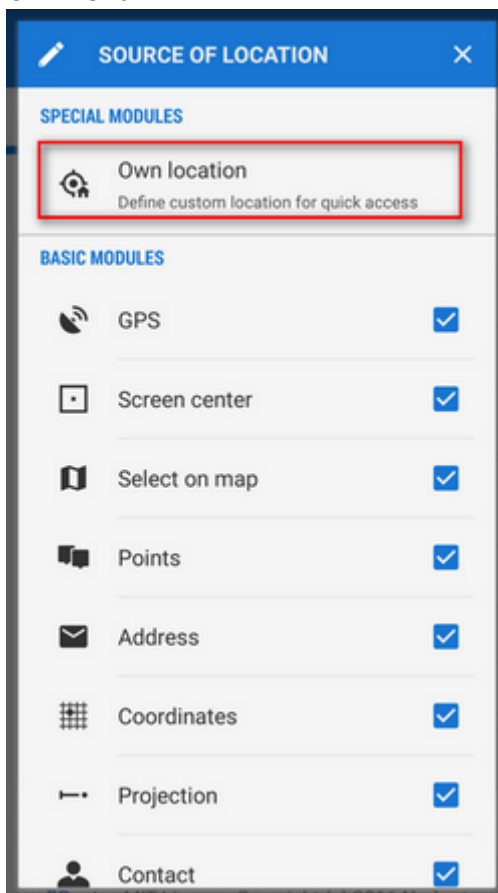 SOURCE OF LOCATION
SPECIAL MODULES
Own location
Define custom location for quick access
BASIC MODULES
GPS
Screen center
Select on map
Points
Address
Coordinates
Projection
Contact